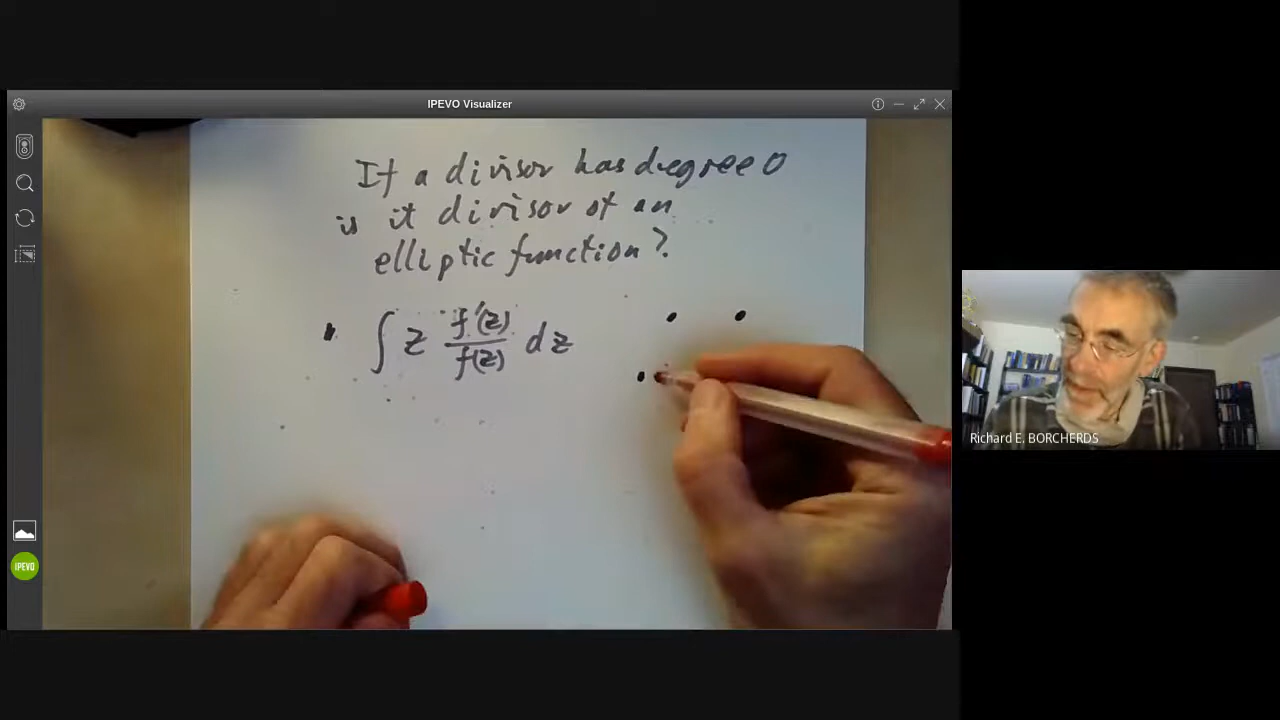 IPEVO Visualizer
If a divisor has degree 0
is it divisor of an
elliptic function?
∫ z f'(z)/f(z) dz
Richard E. BORCHERDS
IPEVO